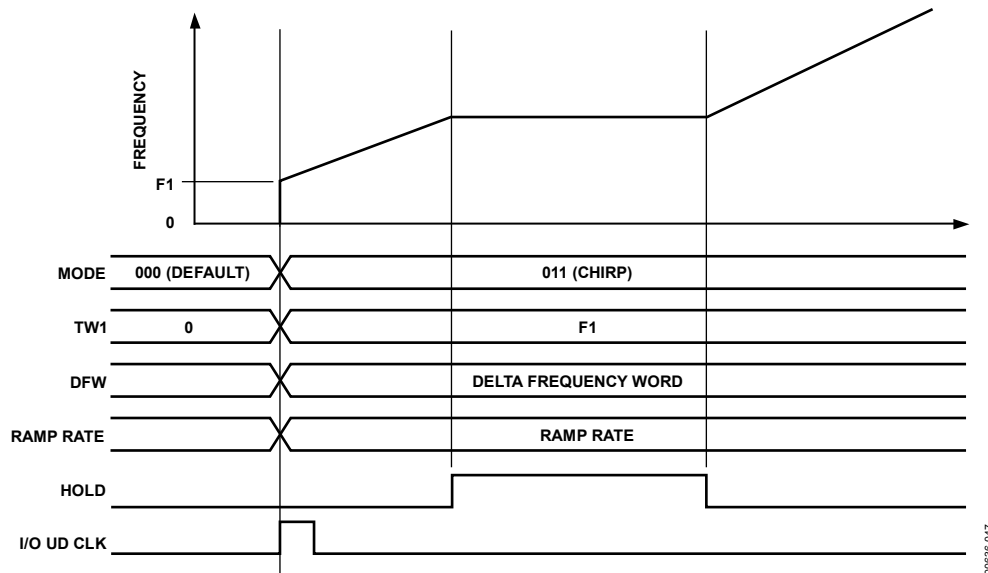 FREQUENCY
F1
0
MODE 000 (DEFAULT) 011 (CHIRP)
TW1 0 F1
DFW DELTA FREQUENCY WORD
RAMP RATE RAMP RATE
HOLD
I/O UD CLK